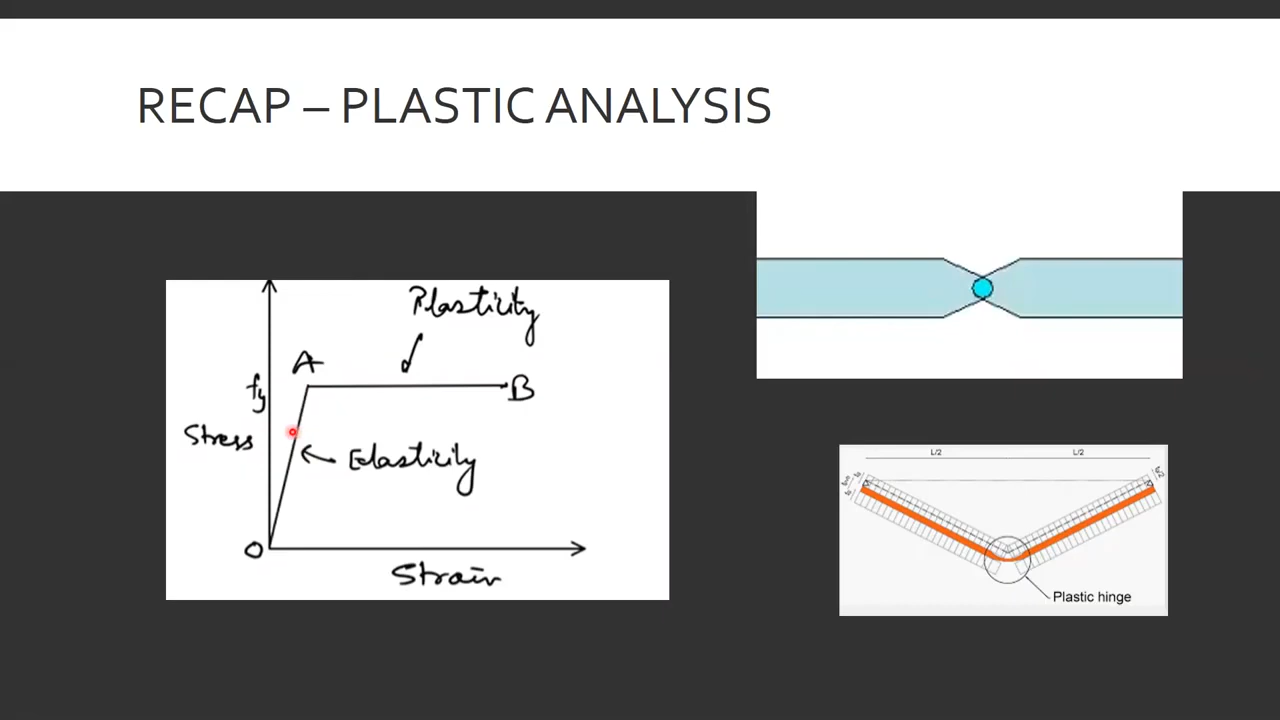 RECAP – PLASTIC ANALYSIS
Plasticity
A
fy
B
Stress
Elasticity
O
Strain
L/2
L/2
Plastic hinge